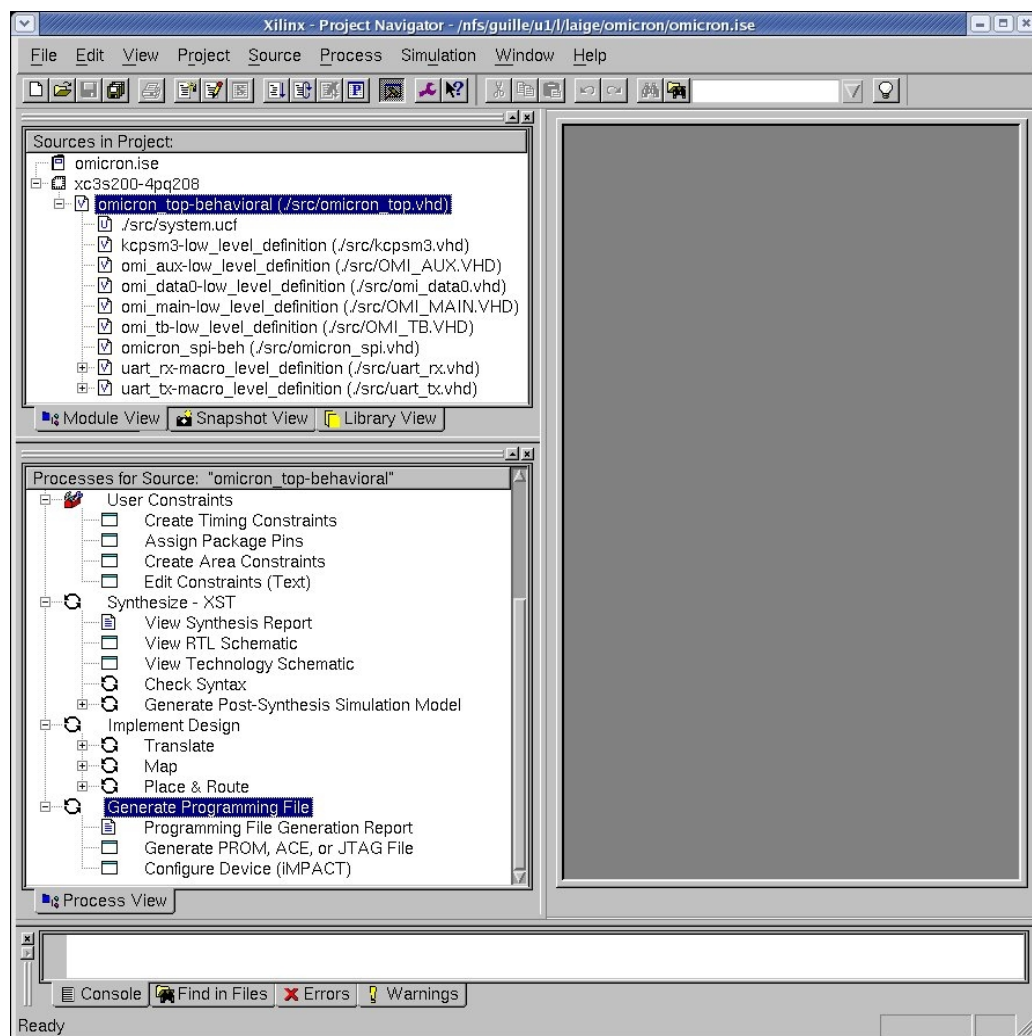 Xilinx - Project Navigator - /nfs/guille/u1/l/laige/omicron/omicron.ise
File Edit View Project Source Process Simulation Window Help
Sources in Project:
omicron.ise
xc3s200-4pq208
omicron_top-behavioral (./src/omicron_top.vhd)
./src/system.ucf
kcpsm3-low_level_definition (./src/kcpsm3.vhd)
omi_aux-low_level_definition (./src/OMI_AUX.VHD)
omi_data0-low_level_definition (./src/omi_data0.vhd)
omi_main-low_level_definition (./src/OMI_MAIN.VHD)
omi_tb-low_level_definition (./src/OMI_TB.VHD)
omicron_spi-beh (./src/omicron_spi.vhd)
uart_rx-macro_level_definition (./src/uart_rx.vhd)
uart_tx-macro_level_definition (./src/uart_tx.vhd)
Module View Snapshot View Library View
Processes for Source: "omicron_top-behavioral"
User Constraints
Create Timing Constraints
Assign Package Pins
Create Area Constraints
Edit Constraints (Text)
Synthesize - XST
View Synthesis Report
View RTL Schematic
View Technology Schematic
Check Syntax
Generate Post-Synthesis Simulation Model
Implement Design
Translate
Map
Place & Route
Generate Programming File
Programming File Generation Report
Generate PROM, ACE, or JTAG File
Configure Device (iMPACT)
Process View
Console Find in Files Errors Warnings
Ready